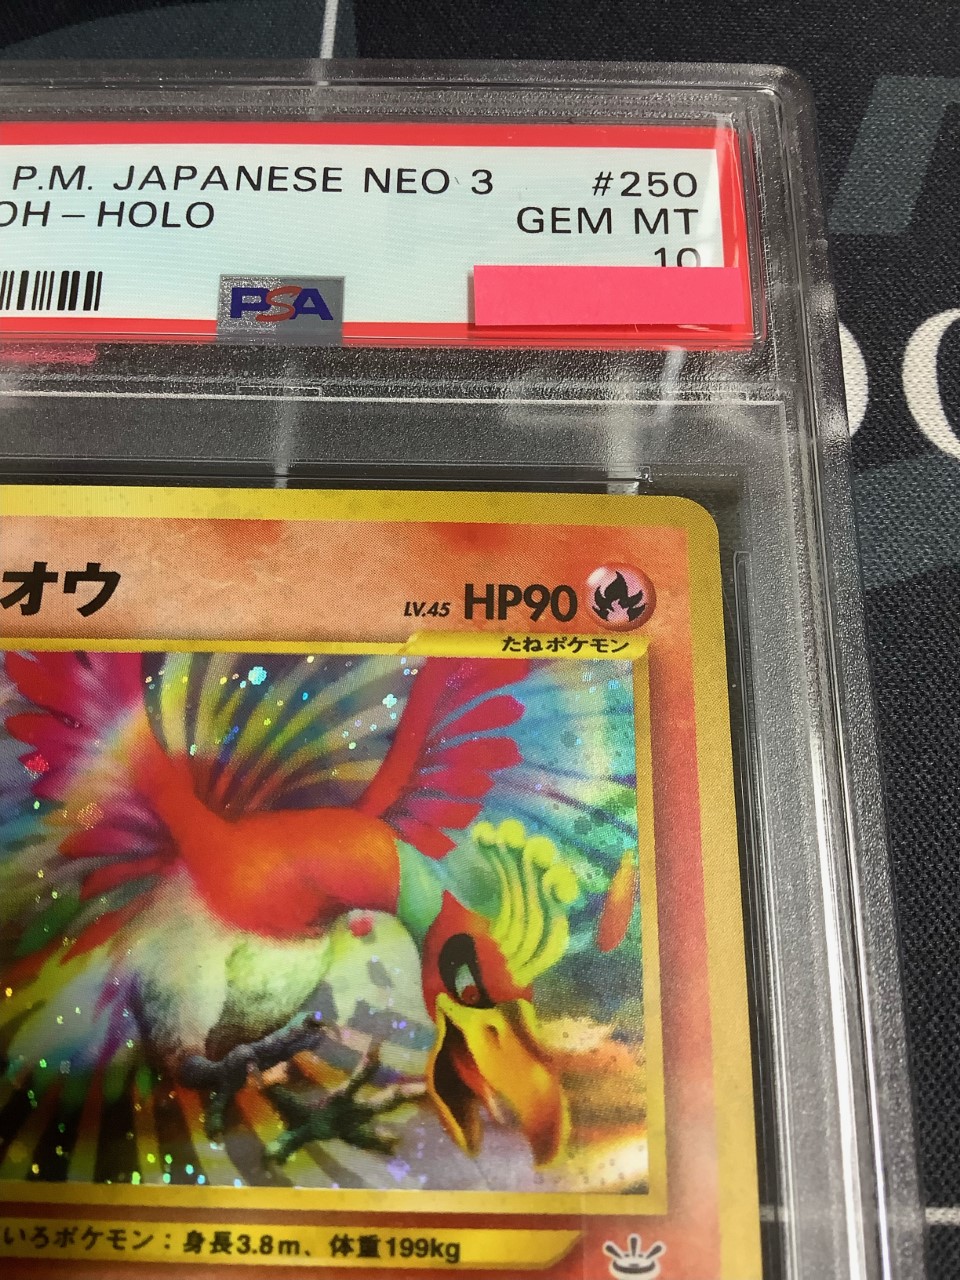 P.M. JAPANESE NEO 3 #250
OH-HOLO GEM MT
10
PSA
オウ LV.45 HP90
たねポケモン
いろポケモン：身長3.8m、体重199kg